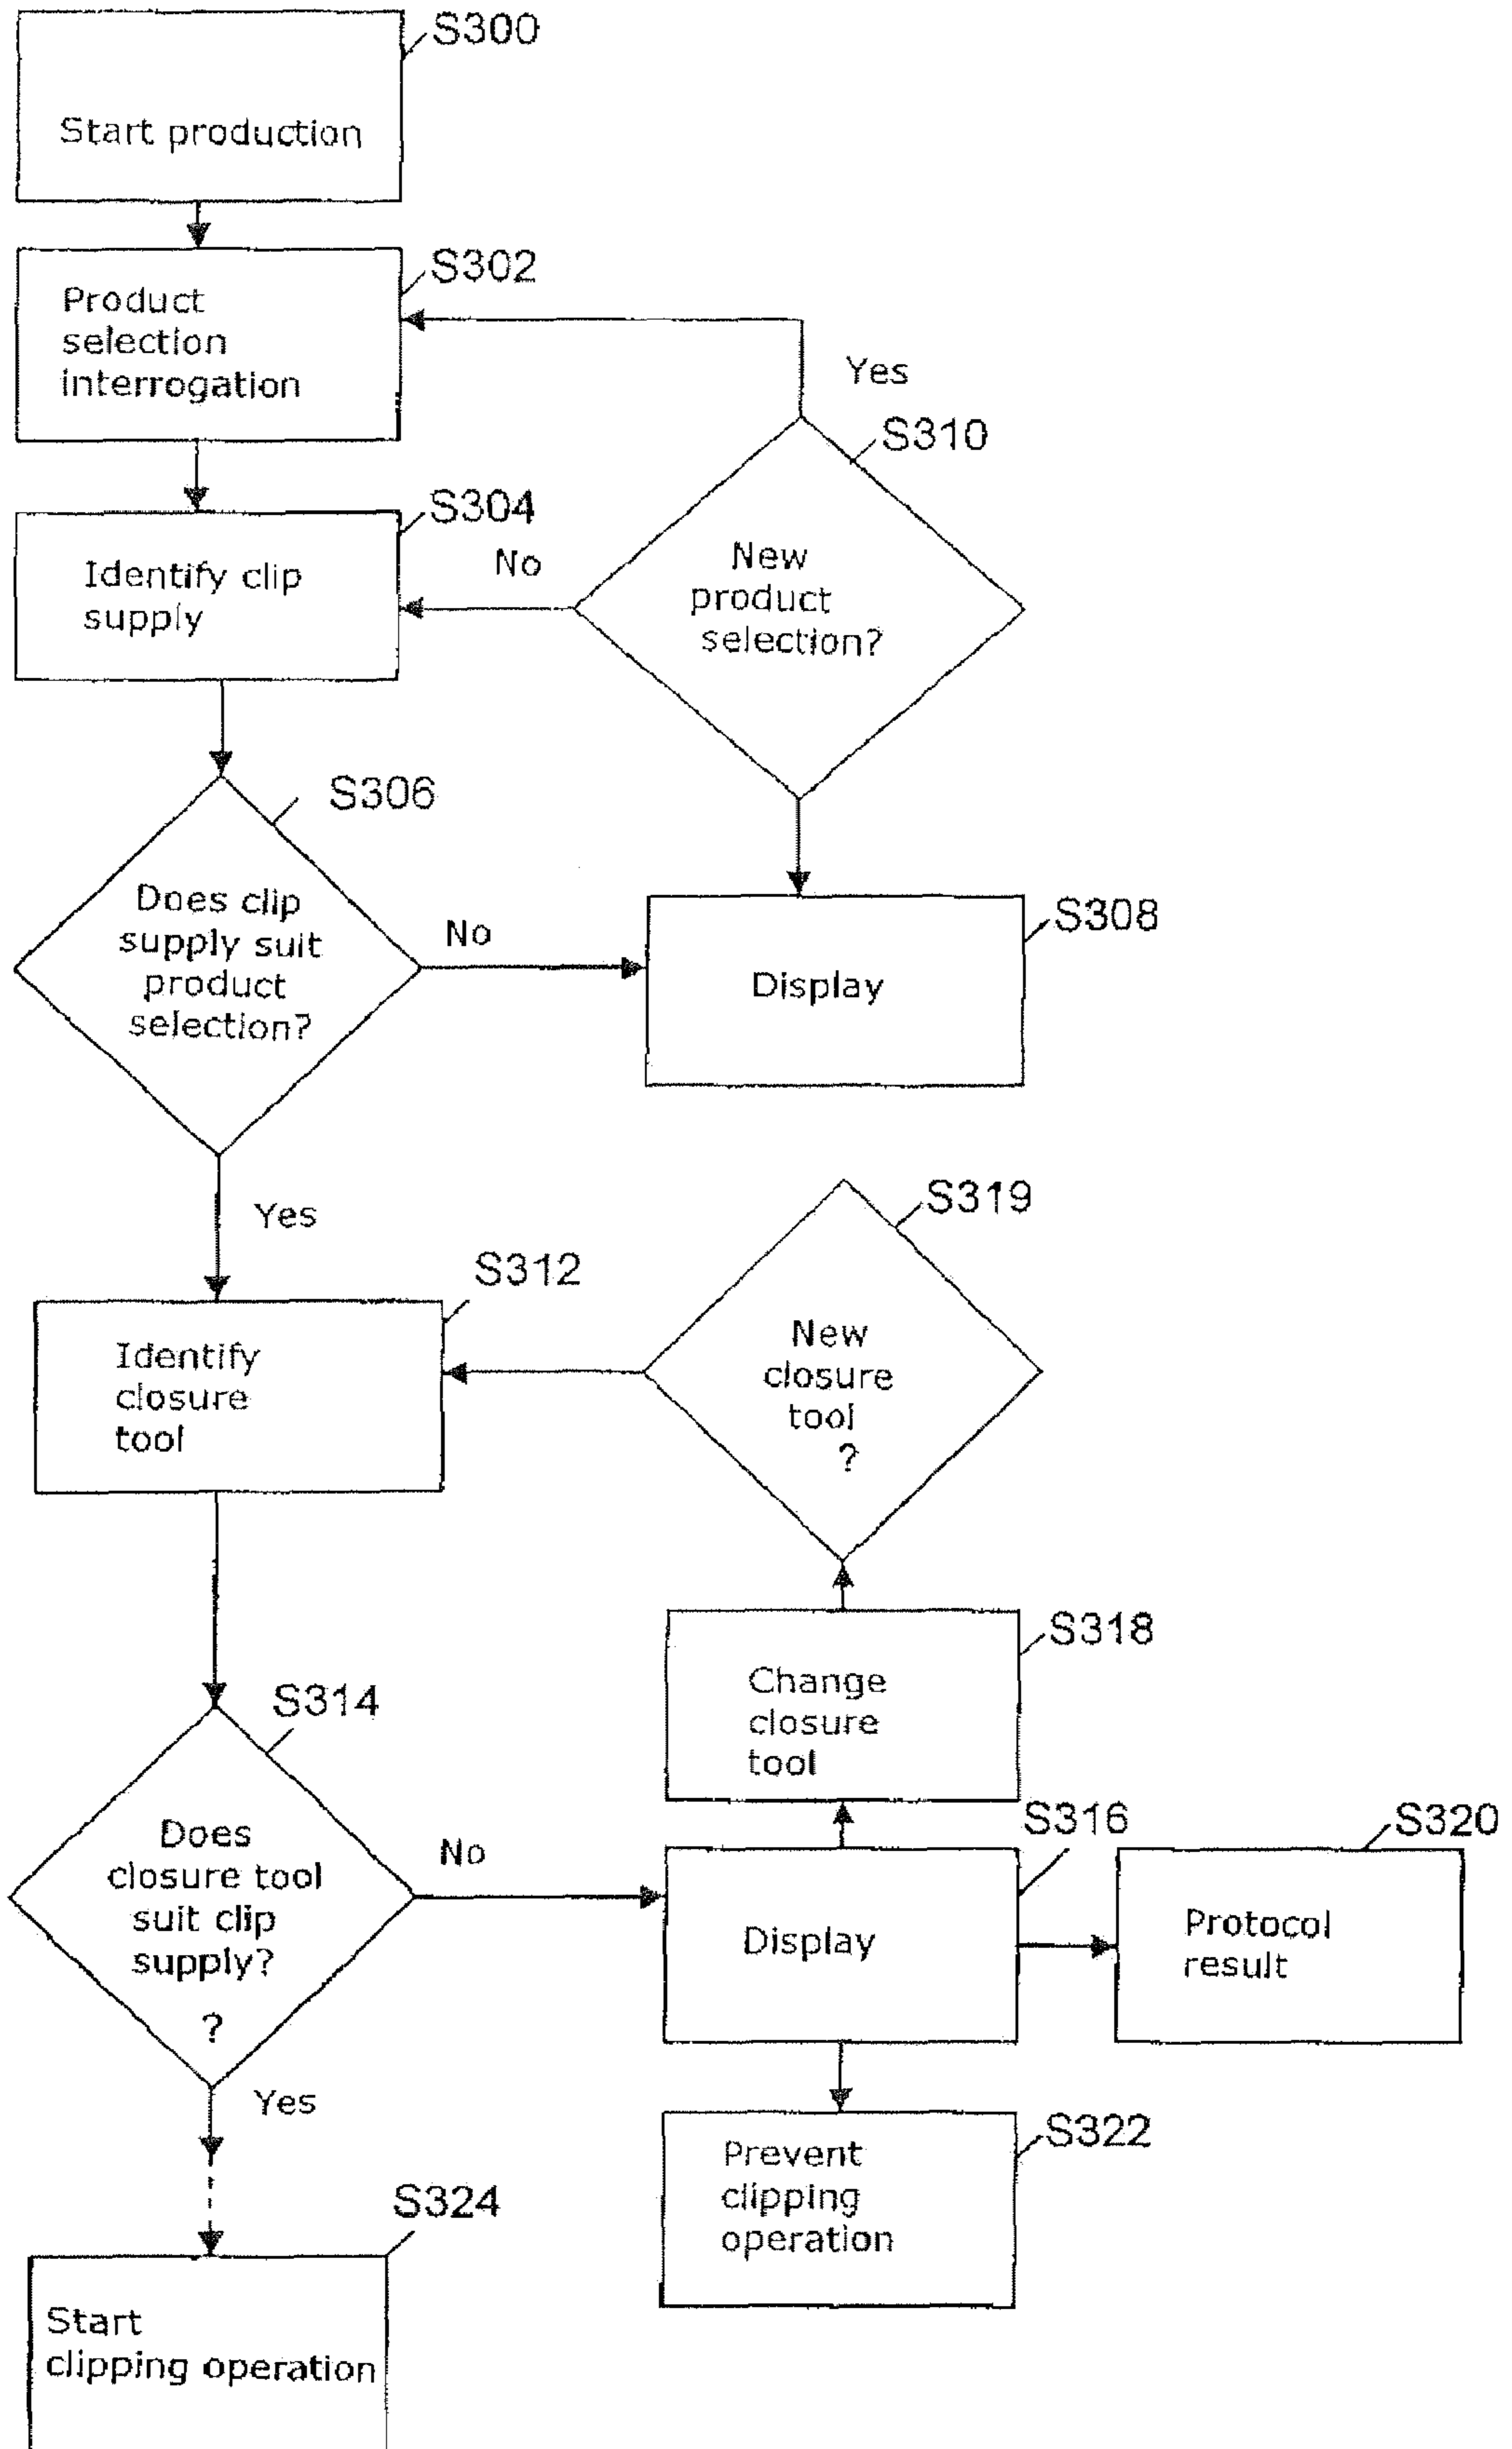 S300
Start production
S302
Product
selection
interrogation
Yes
S310
S304
No
Identify clip
supply
New
product
selection?
S306
Does clip
supply suit
product
selection?
No
S308
Display
Yes
S319
S312
Identify
closure
tool
New
closure
tool
?
S318
Change
closure
tool
S314
Does
closure tool
suit clip
supply?
?
No
S316
Display
S320
Protocol
result
Yes
S322
Prevent
clipping
operation
S324
Start
clipping operation